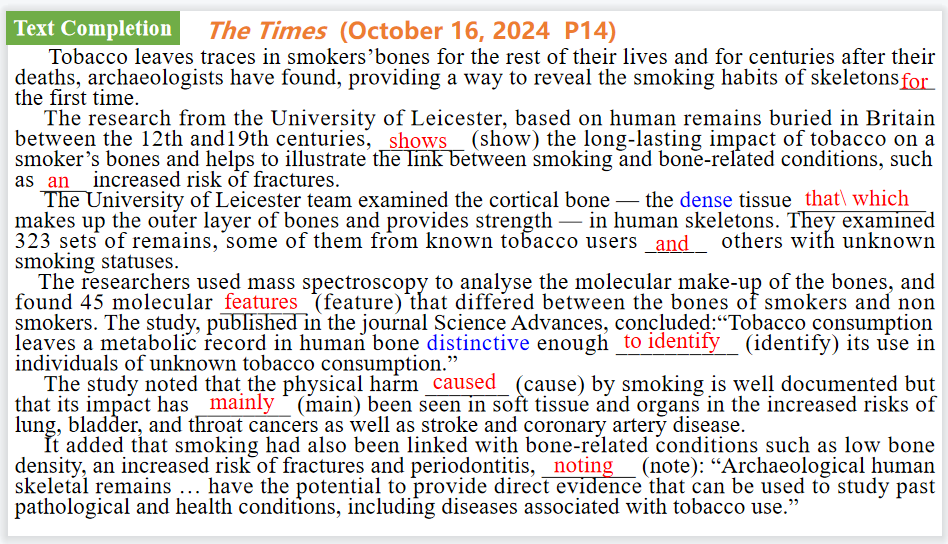 Text Completion The Times (October 16, 2024 P14)
Tobacco leaves traces in smokers'bones for the rest of their lives and for centuries after their
deaths, archaeologists have found, providing a way to reveal the smoking habits of skeletons for
the first time.
The research from the University of Leicester, based on human remains buried in Britain
between the 12th and19th centuries, shows (show) the long-lasting impact of tobacco on a
smoker's bones and helps to illustrate the link between smoking and bone-related conditions, such
as an increased risk of fractures.
The University of Leicester team examined the cortical bone — the dense tissue that\ which
makes up the outer layer of bones and provides strength — in human skeletons. They examined
323 sets of remains, some of them from known tobacco users and others with unknown
smoking statuses.
The researchers used mass spectroscopy to analyse the molecular make-up of the bones, and
found 45 molecular features (feature) that differed between the bones of smokers and non
smokers. The study, published in the journal Science Advances, concluded:“Tobacco consumption
leaves a metabolic record in human bone distinctive enough to identify (identify) its use in
individuals of unknown tobacco consumption.”
The study noted that the physical harm caused (cause) by smoking is well documented but
that its impact has mainly (main) been seen in soft tissue and organs in the increased risks of
lung, bladder, and throat cancers as well as stroke and coronary artery disease.
It added that smoking had also been linked with bone-related conditions such as low bone
density, an increased risk of fractures and periodontitis, noting (note): “Archaeological human
skeletal remains … have the potential to provide direct evidence that can be used to study past
pathological and health conditions, including diseases associated with tobacco use.”